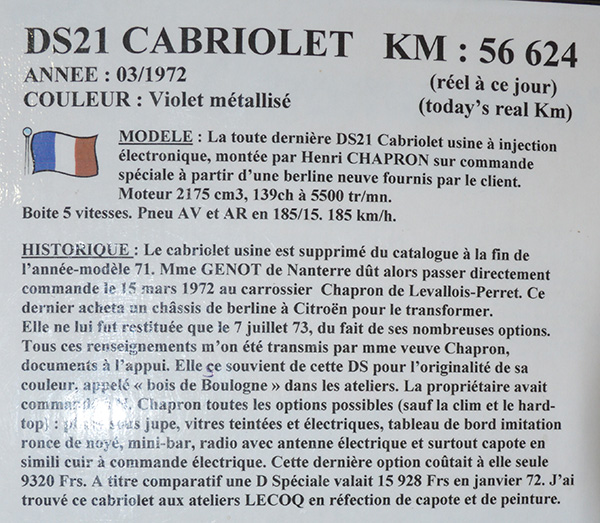 DS21 CABRIOLET KM : 56 624
ANNEE : 03/1972 (réel à ce jour)
COULEUR : Violet métallisé (today's real Km)
MODELE : La toute dernière DS21 Cabriolet usine à injection
électronique, montée par Henri CHAPRON sur commande
spéciale à partir d'une berline neuve fournis par le client.
Moteur 2175 cm3, 139ch à 5500 tr/mn.
Boite 5 vitesses. Pneu AV et AR en 185/15. 185 km/h.
HISTORIQUE : Le cabriolet usine est supprimé du catalogue à la fin de
l'année-modèle 71. Mme GENOT de Nanterre dût alors passer directement
commande le 15 mars 1972 au carrossier Chapron de Levallois-Perret. Ce
dernier acheta un châssis de berline à Citroën pour le transformer.
Elle ne lui fut restituée que le 7 juillet 73, du fait de ses nombreuses options.
Tous ces renseignements m'on été transmis par mme veuve Chapron,
documents à l'appui. Elle ce souvient de cette DS pour l'originalité de sa
couleur, appelé « bois de Boulogne » dans les ateliers. La propriétaire avait
Chapron toutes les options possibles (sauf la clim et le hard-
top) : sous jupe, vitres teintées et électriques, tableau de bord imitation
ronce de noyé, mini-bar, radio avec antenne électrique et surtout capote en
simili cuir à commande électrique. Cette dernière option coûtait à elle seule
9320 Frs. A titre comparatif une D Spéciale valait 15 928 Frs en janvier 72. J'ai
trouvé ce cabriolet aux ateliers LECOQ en réfection de capote et de peinture.